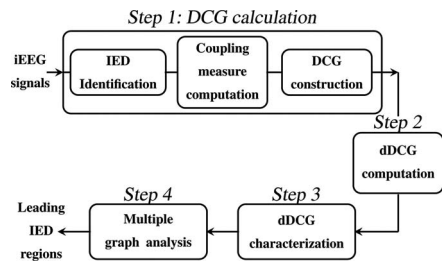 Step 1: DCG calculation
iEEG
signals
IED
Identification
Coupling
measure
computation
DCG
construction
Step 2
dDCG
computation
Step 3
dDCG
characterization
Step 4
Multiple
graph analysis
Leading
IED
regions